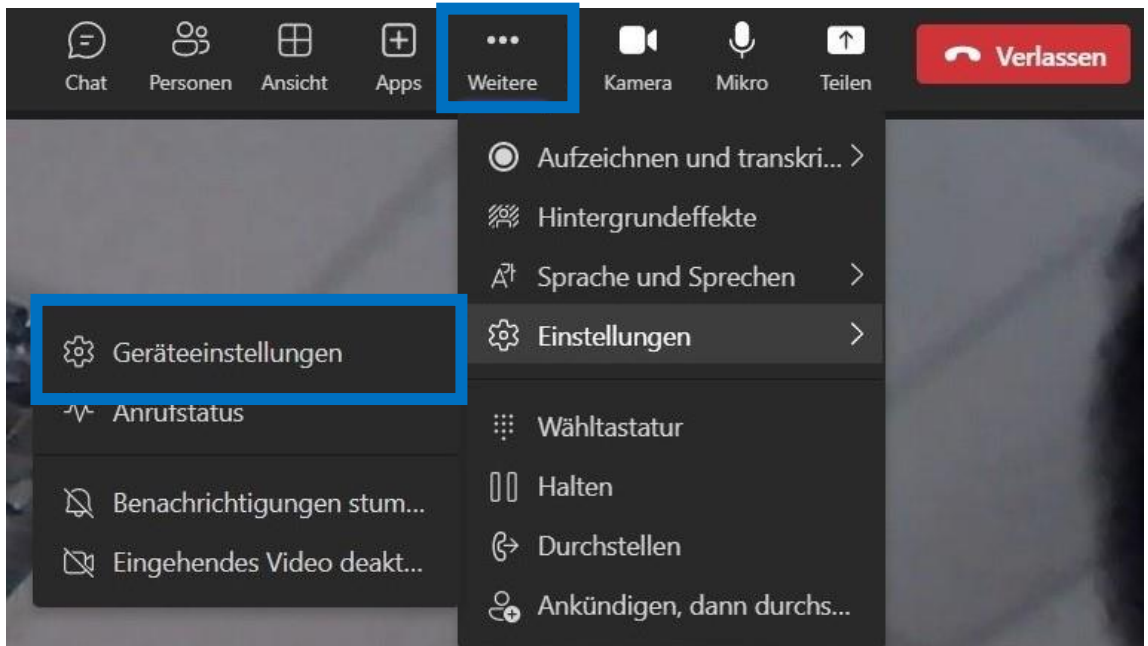 Chat Personen Ansicht Apps Weitere Kamera Mikro Teilen Verlassen
Aufzeichnen und transkri...
Hintergrundeffekte
Sprache und Sprechen
Einstellungen
Wähltastatur
Halten
Durchstellen
Ankündigen, dann durchs...
Geräteeinstellungen
Anrufstatus
Benachrichtigungen stum...
Eingehendes Video deakt...